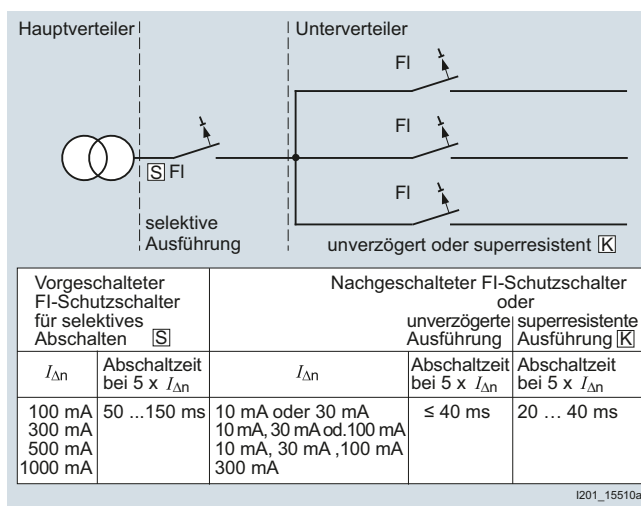 Hauptverteiler
Unterverteiler
FI
FI
S FI
FI
selektive
Ausführung
unverzögert oder superresistent K
Vorgeschalteter
FI-Schutzschalter
für selektives
Abschalten S
Nachgeschalteter FI-Schutzschalter
oder
unverzögerte superresistente
Ausführung Ausführung K
IΔn
Abschaltzeit
bei 5 x IΔn
IΔn
Abschaltzeit
bei 5 x IΔn
Abschaltzeit
bei 5 x IΔn
100 mA 50 ...150 ms 10 mA oder 30 mA ≤ 40 ms 20 … 40 ms
300 mA 10 mA, 30 mA od.100 mA
500 mA 10 mA, 30 mA ,100 mA
1000 mA 300 mA
I201_15510a